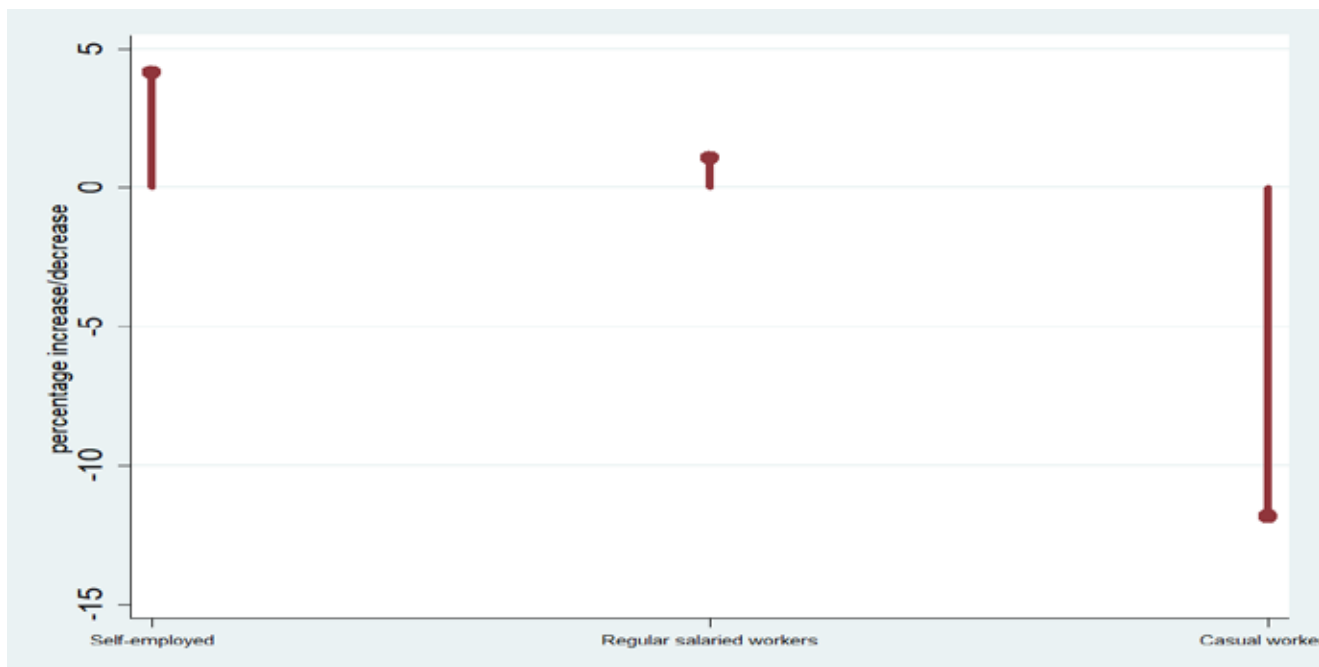 percentage increase/decrease
5
0
-5
-10
-15
Self-employed
Regular salaried workers
Casual worke